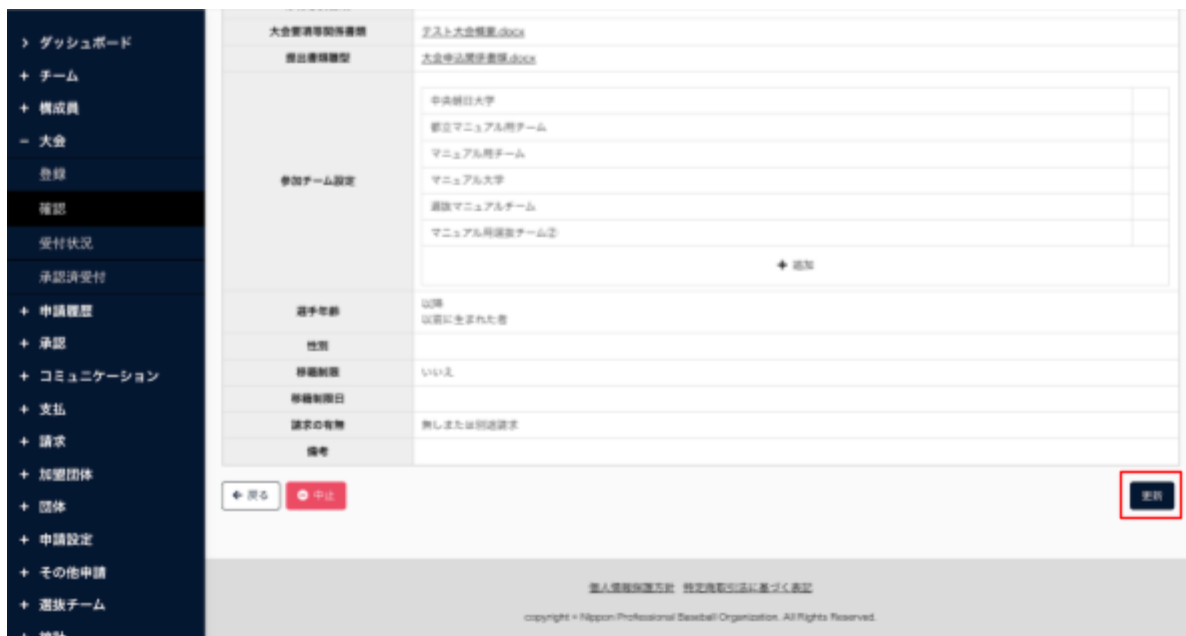 ダッシュボード
チーム
構成員
大会
登録
確認
受付状況
承認済受付
申請履歴
承認
コミュニケーション
支払
請求
加盟団体
団体
申請設定
その他申請
選抜チーム
大会要項等関係書類
テスト大会概要.docx
提出書類雛型
大会申込関係書類.docx
参加チーム設定
中央朝日大学
都立マニュアル用チーム
マニュアル用チーム
マニュアル大学
選抜マニュアルチーム
マニュアル用選抜チーム②
追加
選手年齢
以降
以前に生まれた者
性別
移籍制限
いいえ
移籍制限日
請求の有無
無しまたは別途請求
備考
戻る
中止
更新
個人情報保護方針 特定商取引法に基づく表記
copyright © Nippon Professional Baseball Organization. All Rights Reserved.